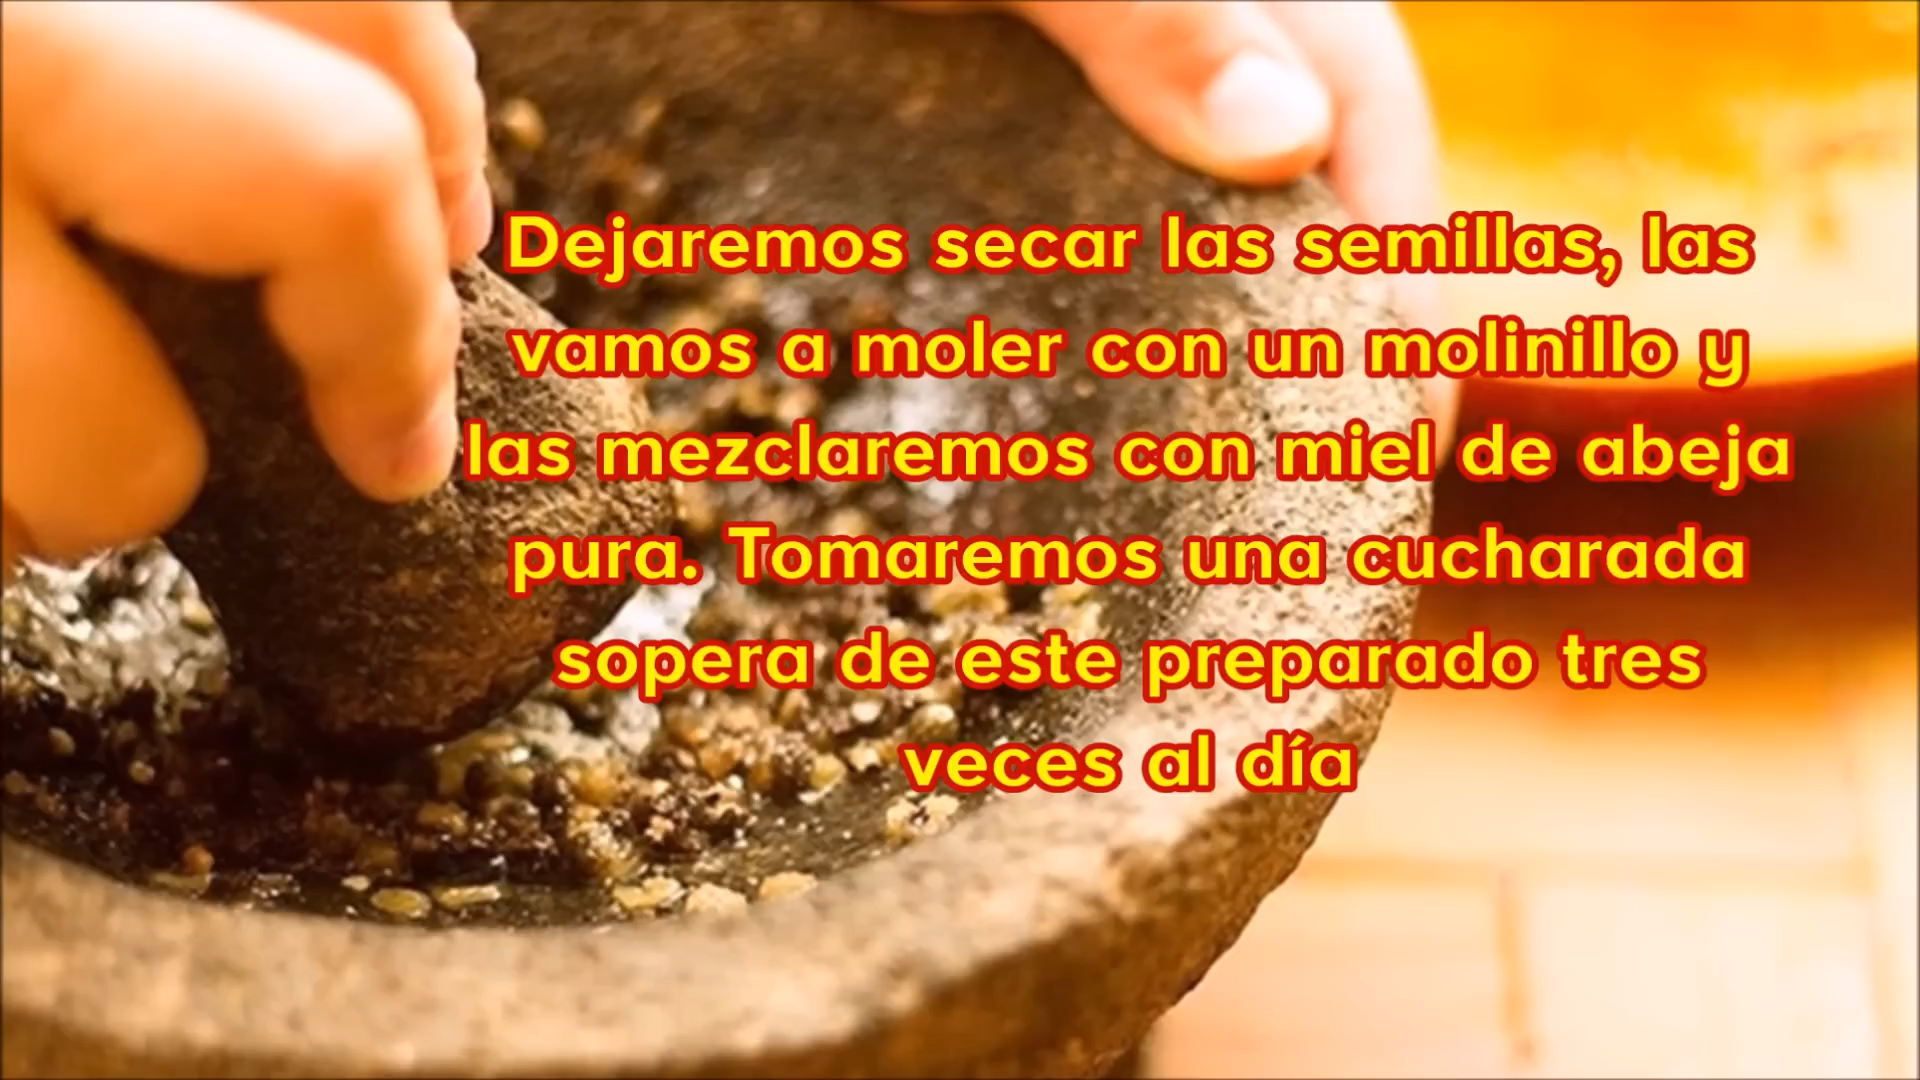 Dejaremos secar las semillas, las
vamos a moler con un molinillo y
las mezclaremos con miel de abeja
pura. Tomaremos una cucharada
sopera de este preparado tres
veces al día